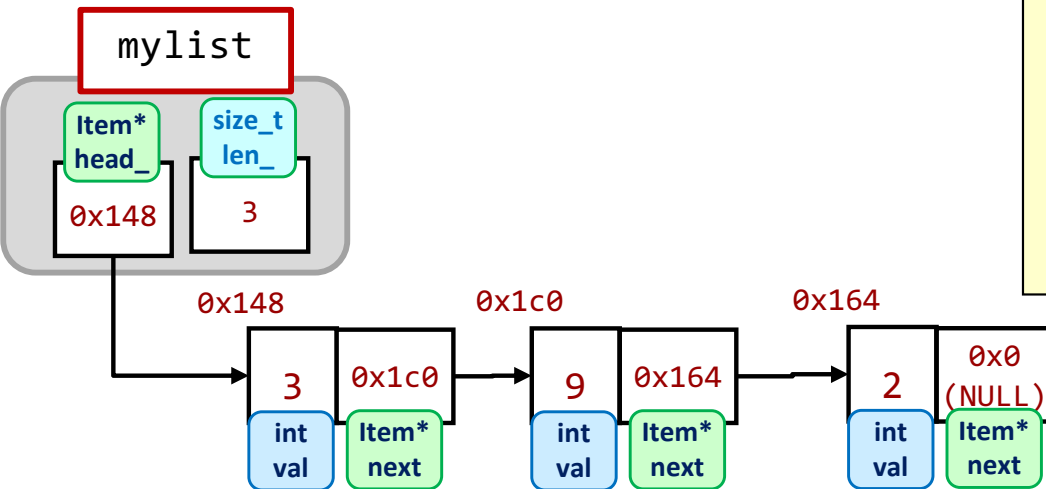 mylist
Item*
head_
size_t
len_
0x148
3
0x148
0x1c0
0x164
3
0x1c0
9
0x164
2
0x0
(NULL)
int
val
Item*
next
int
val
Item*
next
int
val
Item*
next